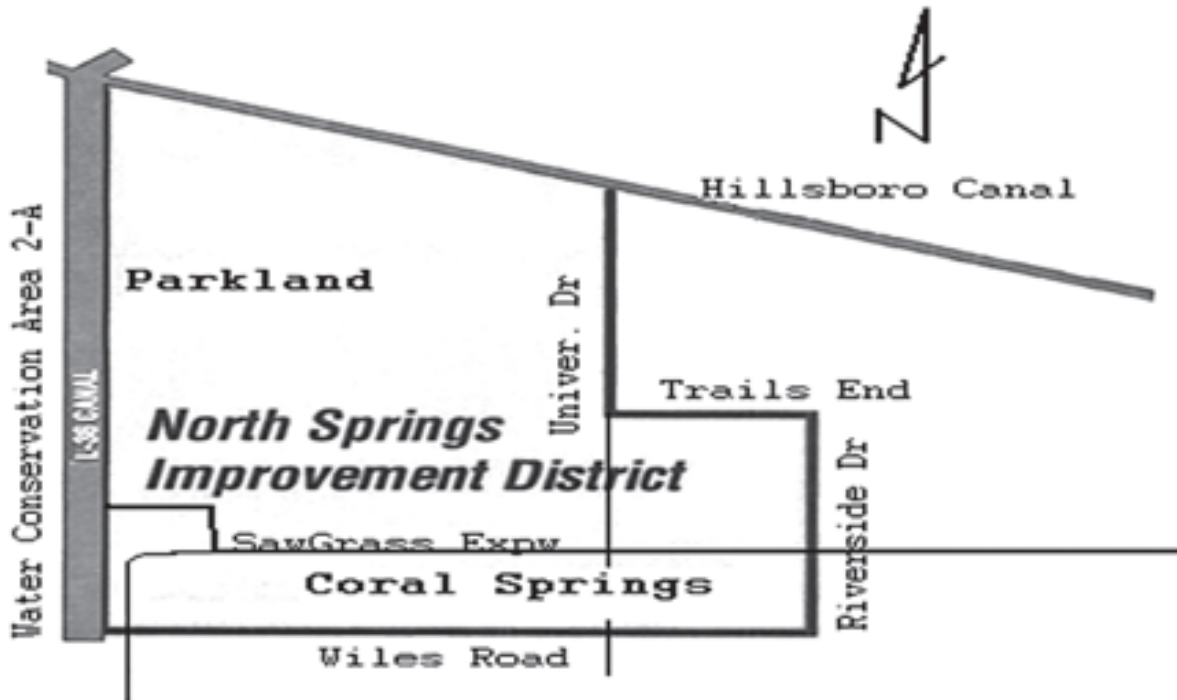 N
Hillsboro Canal
Water Conservation Area 2-A
Parkland
Univer. Dr
Trails End
L-36 CANAL
North Springs
Improvement District
Riverside Dr
SawGrass Expw
Coral Springs
Wiles Road